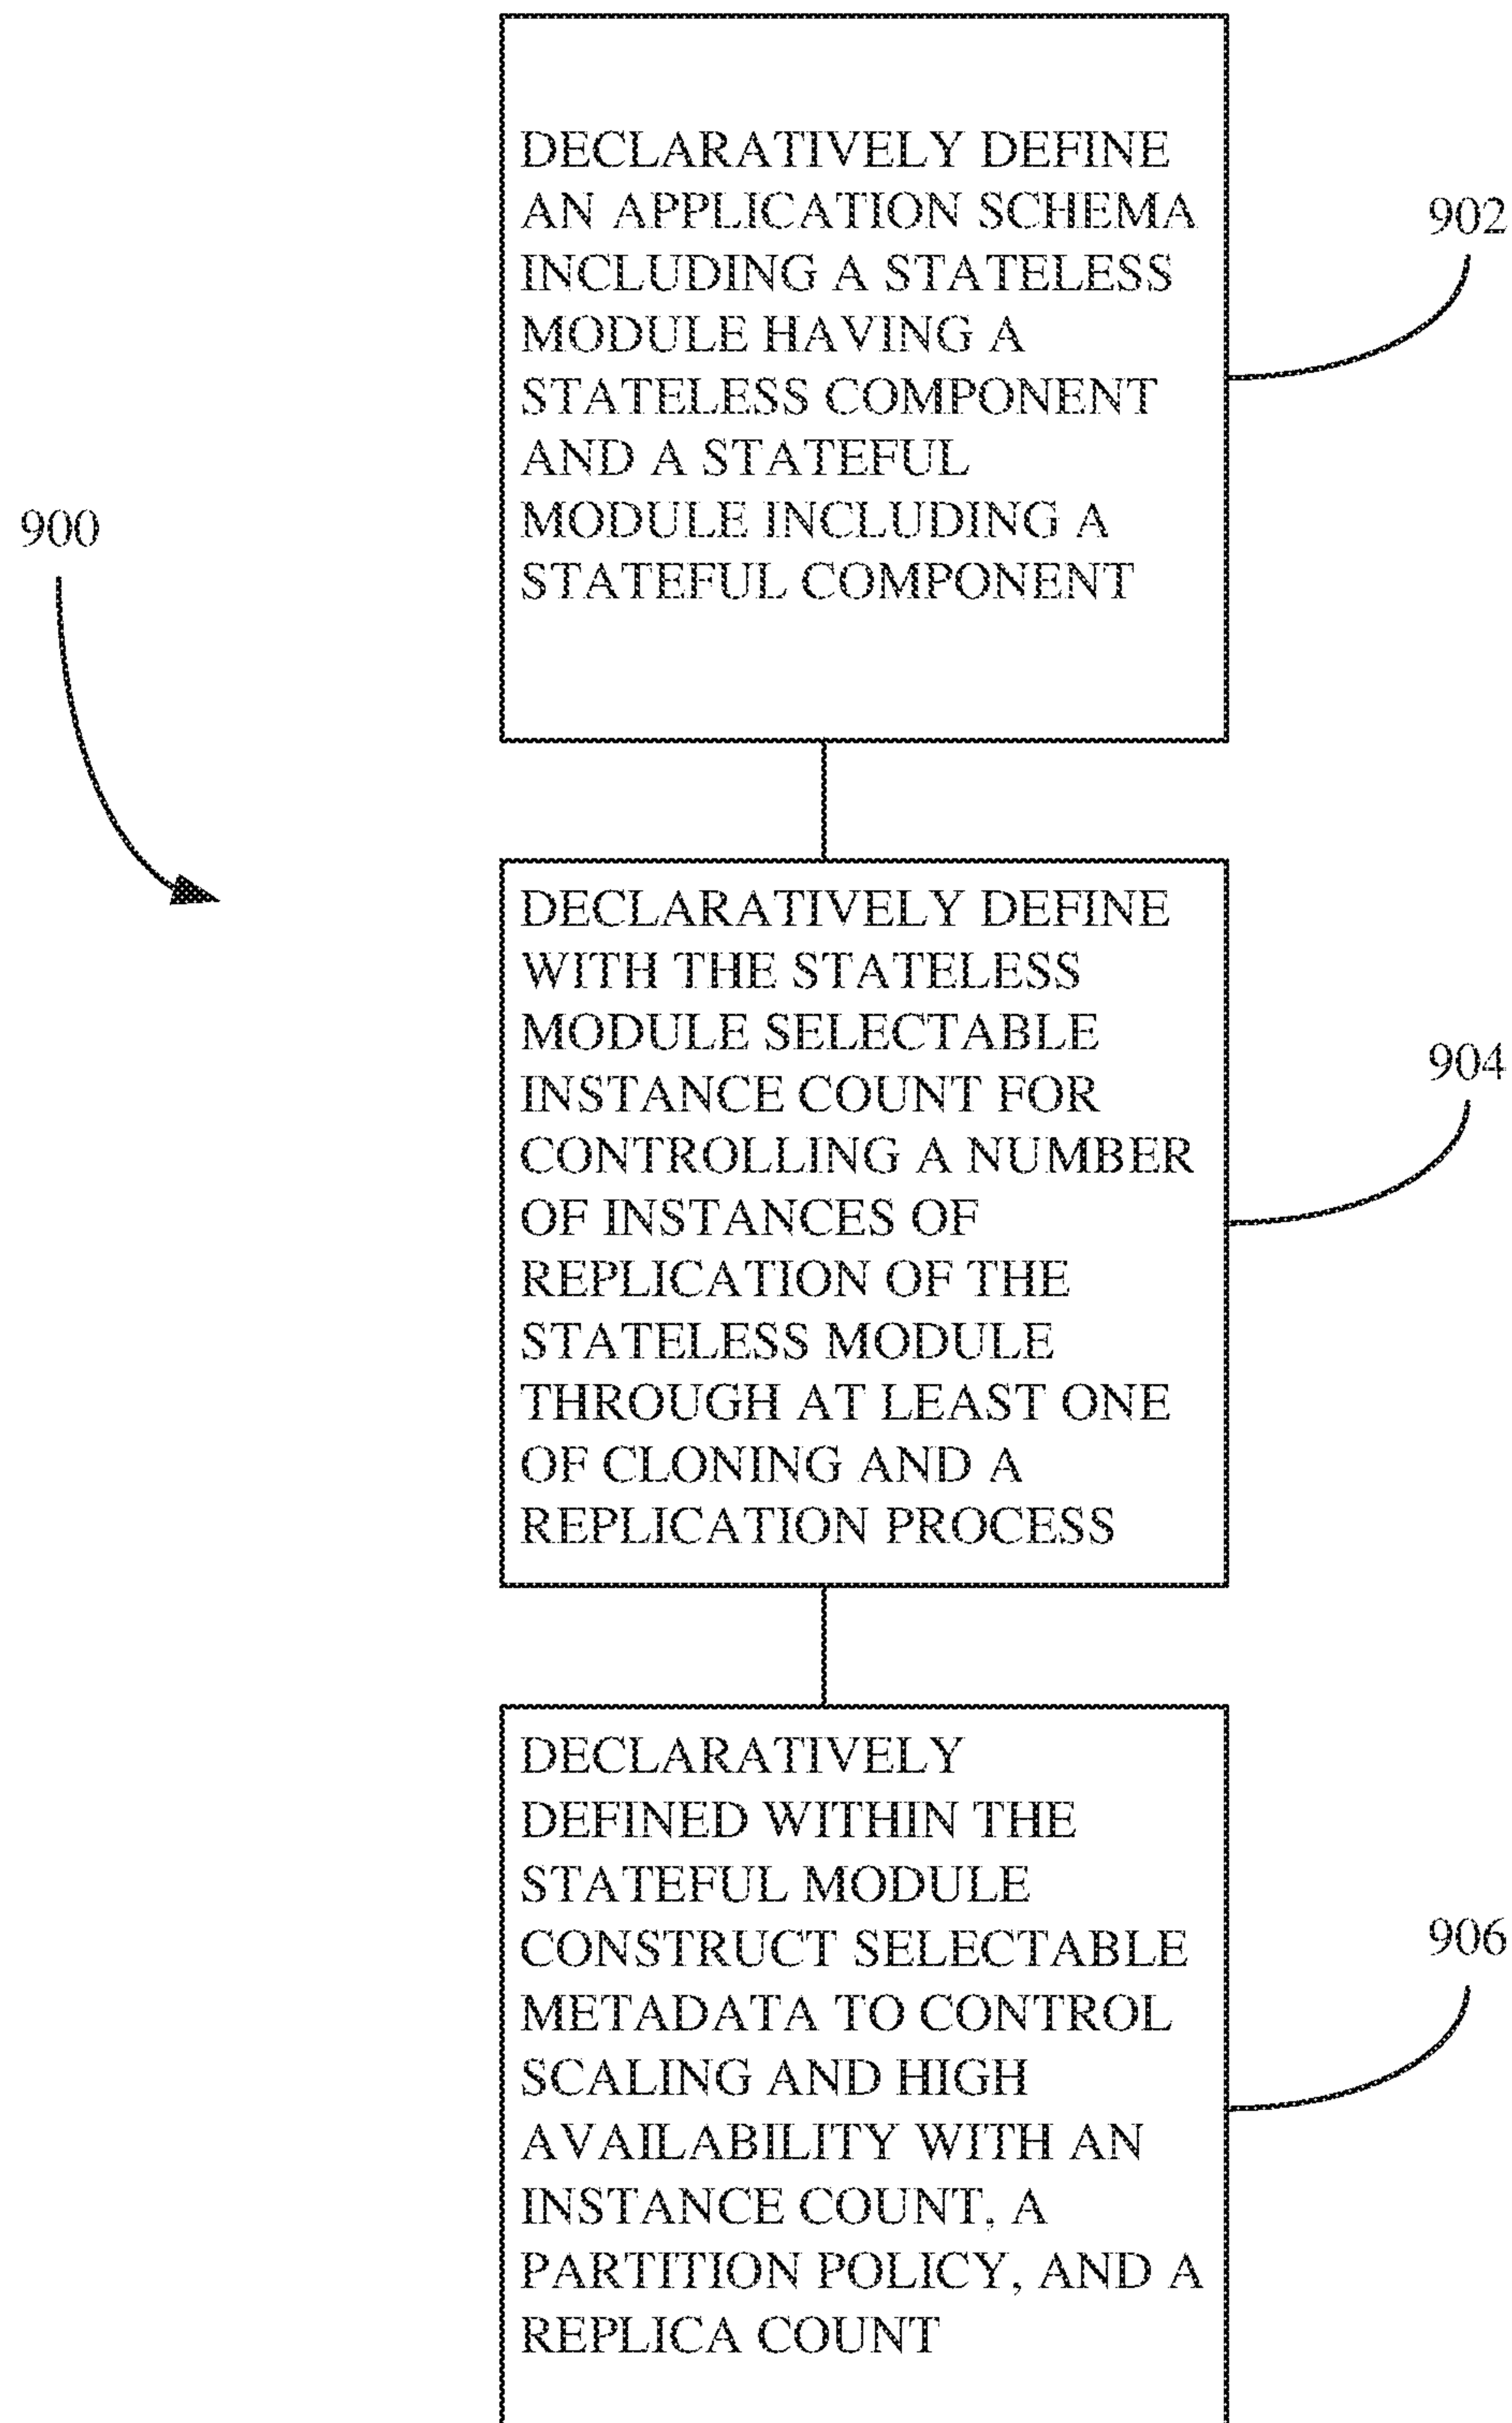 DECLARATIVELY DEFINE
AN APPLICATION SCHEMA
INCLUDING A STATELESS
MODULE HAVING A
STATELESS COMPONENT
AND A STATEFUL
MODULE INCLUDING A
STATEFUL COMPONENT
902
900
DECLARATIVELY DEFINE
WITH THE STATELESS
MODULE SELECTABLE
INSTANCE COUNT FOR
CONTROLLING A NUMBER
OF INSTANCES OF
REPLICATION OF THE
STATELESS MODULE
THROUGH AT LEAST ONE
OF CLONING AND A
REPLICATION PROCESS
904
DECLARATIVELY
DEFINED WITHIN THE
STATEFUL MODULE
CONSTRUCT SELECTABLE
METADATA TO CONTROL
SCALING AND HIGH
AVAILABILITY WITH AN
INSTANCE COUNT, A
PARTITION POLICY, AND A
REPLICA COUNT
906